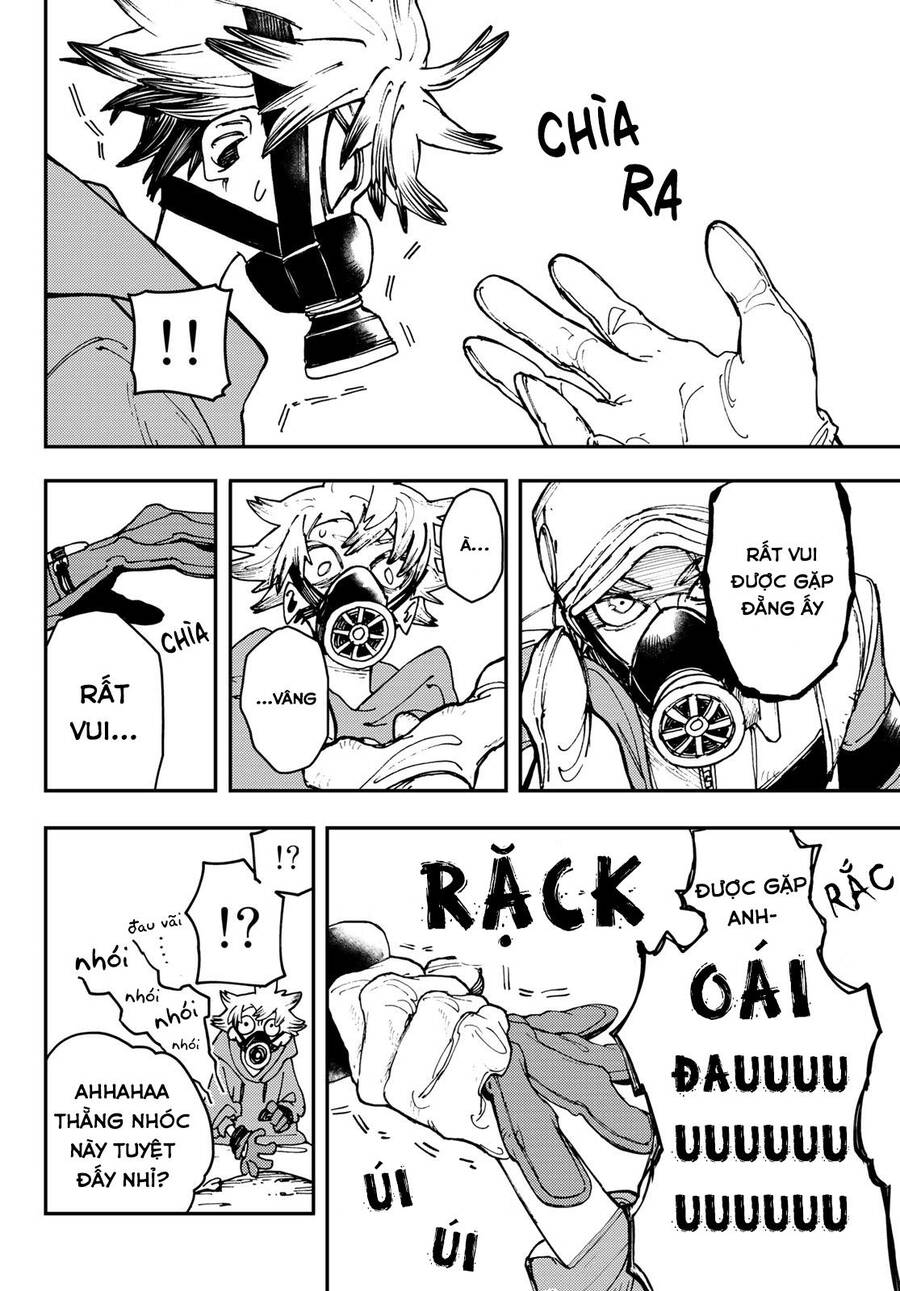 CHÌA
RA
!!
RẤT VUI
ĐƯỢC GẶP
ĐẰNG ẤY
À...
...VÂNG
CHÌA
RẤT
VUI...
RẮC
ĐƯỢC GẶP
ANH-
RẶCK
OÁI
ĐAUUUU
UUUUUU
UUUUUU
ÚI
ÚI
!?
!?
đau vãi
......
nhói
nhói
nhói
nhói
AHHAHAA
THẰNG NHÓC
NÀY TUYỆT
ĐẤY NHỈ?